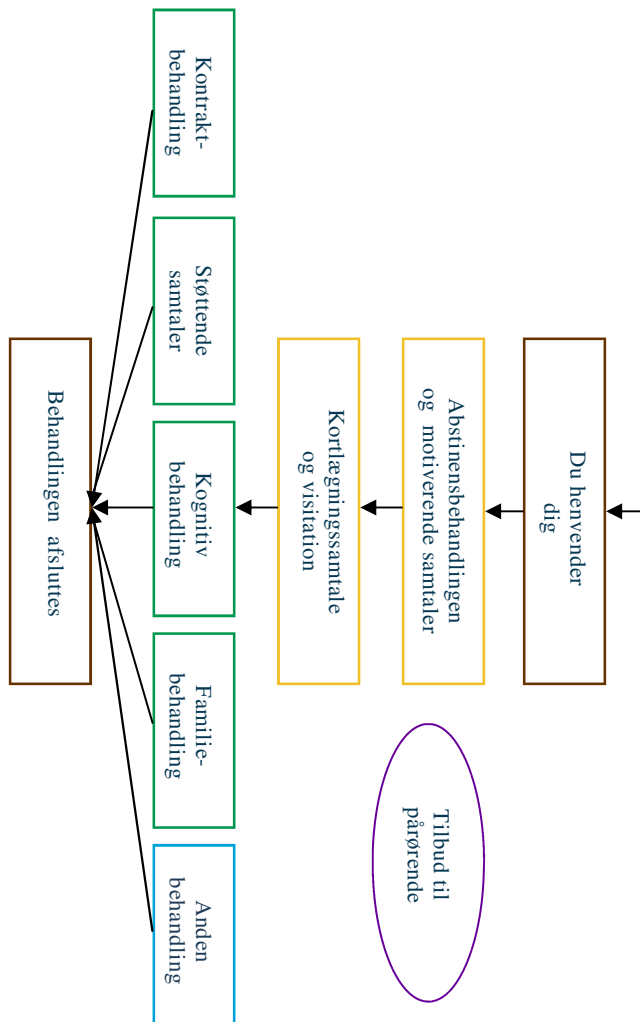 Du henvender
dig
Abstinensbehandlingen
og motiverende samtaler
Tilbud til
pårørende
Kortlægningssamtale
og visitation
Kontrakt-
behandling
Støttende
samtaler
Kognitiv
behandling
Familie-
behandling
Anden
behandling
Behandlingen afsluttes